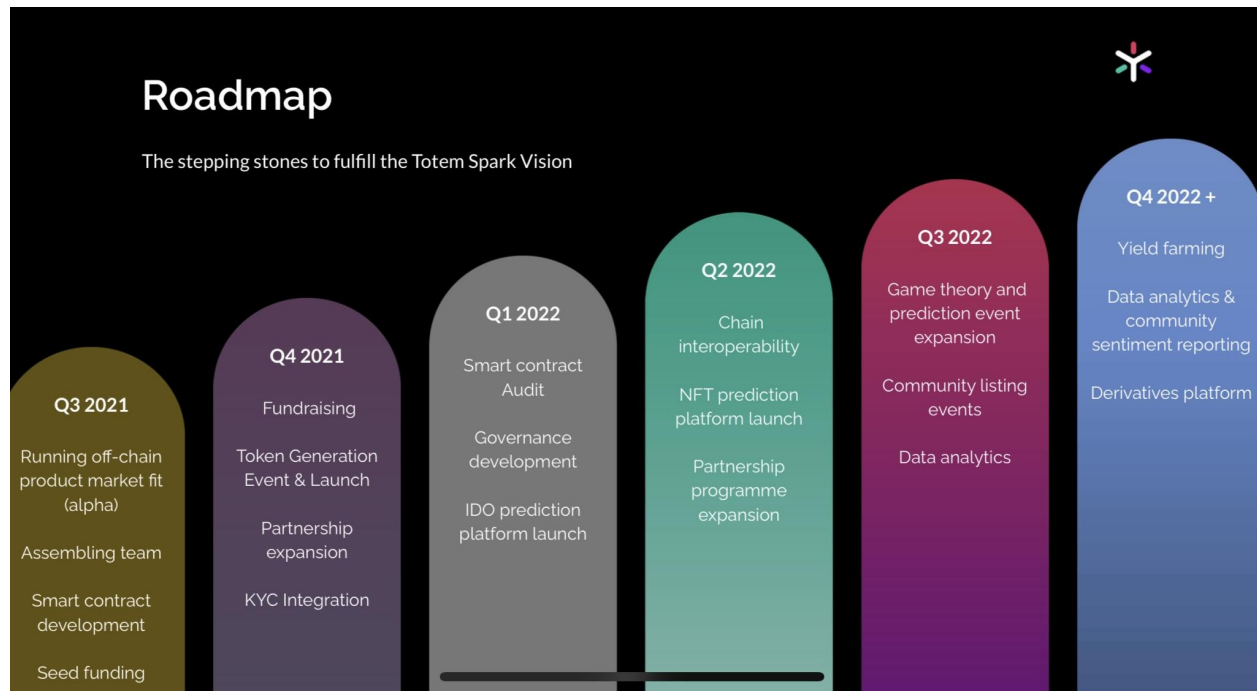 Roadmap
The stepping stones to fulfill the Totem Spark Vision
Q3 2021
Running off-chain
product market fit
(alpha)
Assembling team
Smart contract
development
Seed funding
Q4 2021
Fundraising
Token Generation
Event & Launch
Partnership
expansion
KYC Integration
Q1 2022
Smart contract
Audit
Governance
development
IDO prediction
platform launch
Q2 2022
Chain
interoperability
NFT prediction
platform launch
Partnership
programme
expansion
Q3 2022
Game theory and
prediction event
expansion
Community listing
events
Data analytics
Q4 2022 +
Yield farming
Data analytics &
community
sentiment reporting
Derivatives platform